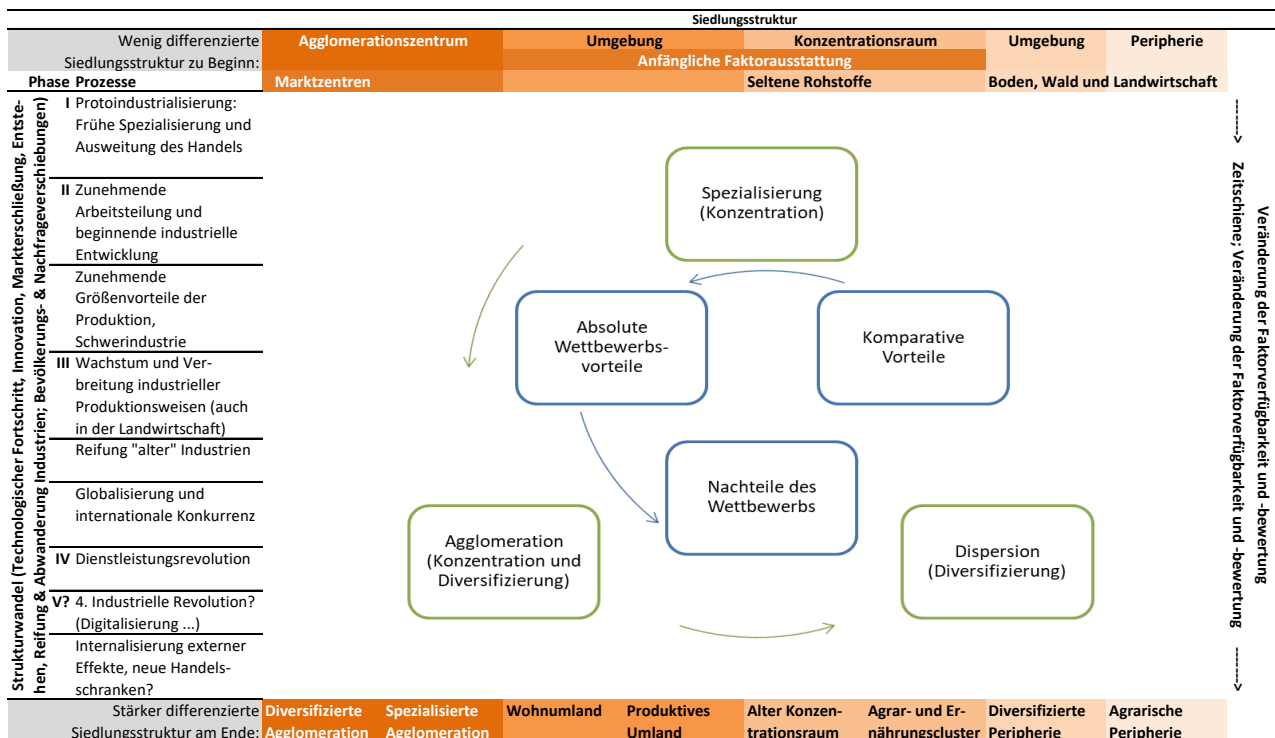 Siedlungsstruktur
Wenig differenzierte Agglomerationszentrum Umgebung Konzentrationsraum Umgebung Peripherie
Siedlungsstruktur zu Beginn: Anfängliche Faktorausstattung
Phase Prozesse Marktzentren Seltene Rohstoffe Boden, Wald und Landwirtschaft
Strukturwandel (Technologischer Fortschritt, Innovation, Markterschließung, Entste-
hen, Reifung & Abwanderung Industrien; Bevölkerungs- & Nachfrageverschiebungen)
I Protoindustrialisierung:
Frühe Spezialisierung und
Ausweitung des Handels
II Zunehmende
Arbeitsteilung und
beginnende industrielle
Entwicklung
Zunehmende
Größenvorteile der
Produktion,
Schwerindustrie
III Wachstum und Ver-
breitung industrieller
Produktionsweisen (auch
in der Landwirtschaft)
Reifung "alter" Industrien
Globalisierung und
internationale Konkurrenz
IV Dienstleistungsrevolution
V? 4. Industrielle Revolution?
(Digitalisierung ...)
Internalisierung externer
Effekte, neue Handels-
schranken?
Spezialisierung
(Konzentration)
Absolute
Wettbewerbs-
vorteile
Komparative
Vorteile
Nachteile des
Wettbewerbs
Agglomeration
(Konzentration und
Diversifizierung)
Dispersion
(Diversifizierung)
Veränderung der Faktorverfügbarkeit und -bewertung
-----> Zeitschiene; Veränderung der Faktorverfügbarkeit und -bewertung ----->
Stärker differenzierte Diversifizierte Spezialisierte Wohnumland Produktives Alter Konzen- Agrar- und Er- Diversifizierte Agrarische
Siedlungsstruktur am Ende: Agglomeration Agglomeration Umland trationsraum nährungscluster Peripherie Peripherie